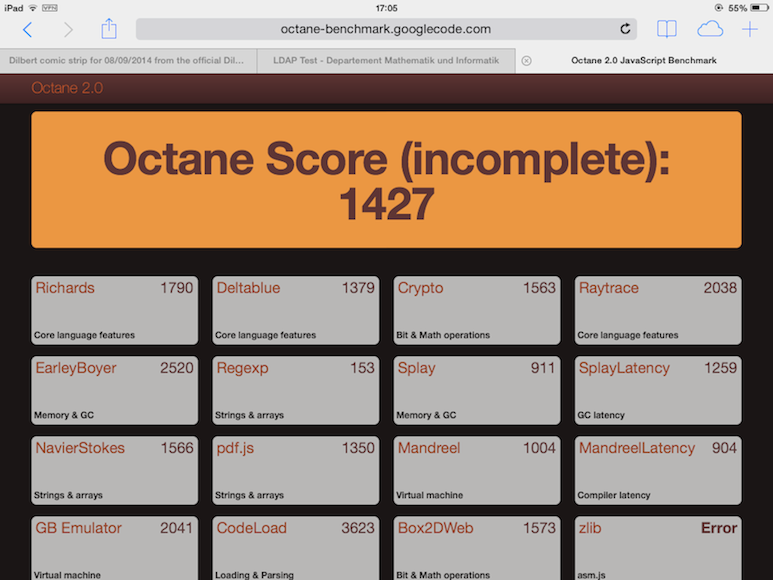 iPad VPN 17:05 55%
octane-benchmark.googlecode.com
Dilbert comic strip for 08/09/2014 from the official Dil... LDAP Test - Departement Mathematik und Informatik Octane 2.0 JavaScript Benchmark
Octane 2.0
Octane Score (incomplete):
1427
Richards 1790 Deltablue 1379 Crypto 1563 Raytrace 2038
Core language features Core language features Bit & Math operations Core language features
EarleyBoyer 2520 Regexp 153 Splay 911 SplayLatency 1259
Memory & GC Strings & arrays Memory & GC GC latency
NavierStokes 1566 pdf.js 1350 Mandreel 1004 MandreelLatency 904
Strings & arrays Strings & arrays Virtual machine Compiler latency
GB Emulator 2041 CodeLoad 3623 Box2DWeb 1573 zlib Error
Virtual machine Loading & Parsing Bit & Math operations asm.js